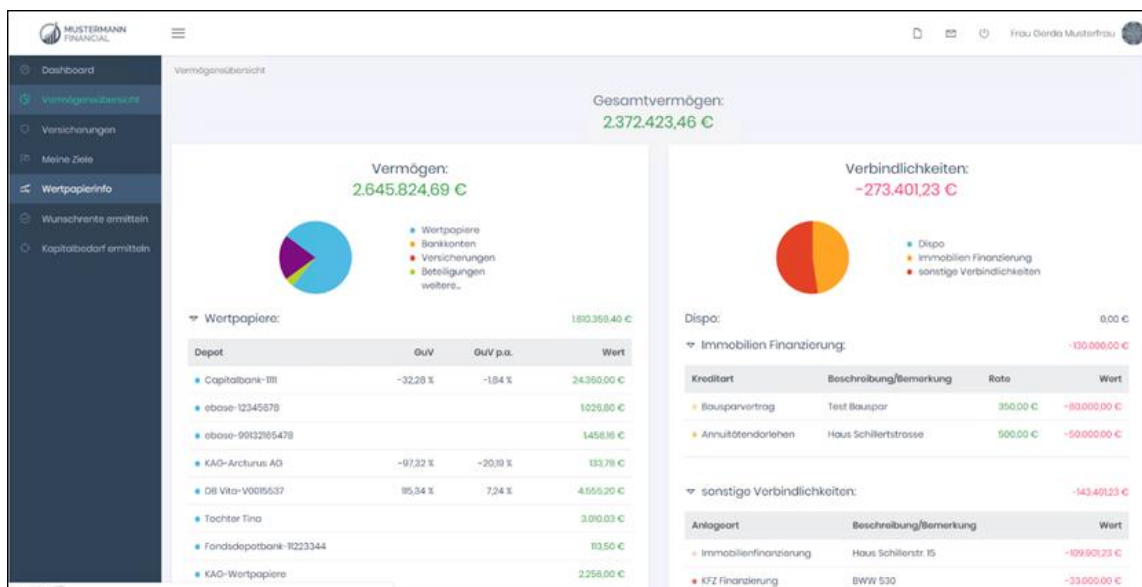 MUSTERMANN
FINANCIAL
Frau Gerda Musterfrau
Dashboard
Vermögensübersicht
Versicherungen
Meine Ziele
Wertpapierinfo
Wunschrente ermitteln
Kapitalbedarf ermitteln
Vermögensübersicht
Gesamtvermögen:
2.372.423,46 €
Vermögen:
2.645.824,69 €
Wertpapiere
Bankkonten
Versicherungen
Beteiligungen
weitere...
Wertpapiere: 1.610.359,40 €
Depot GuV GuV p.a. Wert
Capitalbank-1111 -32,28 % -1,84 % 24.360,00 €
ebase-12345678 1.026,80 €
ebase-99132165478 1.458,16 €
KAG-Arcturus AG -97,32 % -20,19 % 133,78 €
DB Vita-V0015537 115,34 % 7,24 % 4.555,20 €
Tochter Tina 3.010,03 €
Fondsdepotbank-11223344 113,50 €
KAG-Wertpapiere 2.256,00 €
Verbindlichkeiten:
-273.401,23 €
Dispo
Immobilien Finanzierung
sonstige Verbindlichkeiten
Dispo: 0,00 €
Immobilien Finanzierung: -130.000,00 €
Kreditart Beschreibung/Bemerkung Rate Wert
Bausparvertrag Test Bauspar 350,00 € -80.000,00 €
Annuitätendarlehen Haus Schillertstrasse 500,00 € -50.000,00 €
sonstige Verbindlichkeiten: -143.401,23 €
Anlageart Beschreibung/Bemerkung Wert
Immobilienfinanzierung Haus Schillerstr. 15 -109.901,23 €
KFZ Finanzierung BWW 530 -33.000,00 €